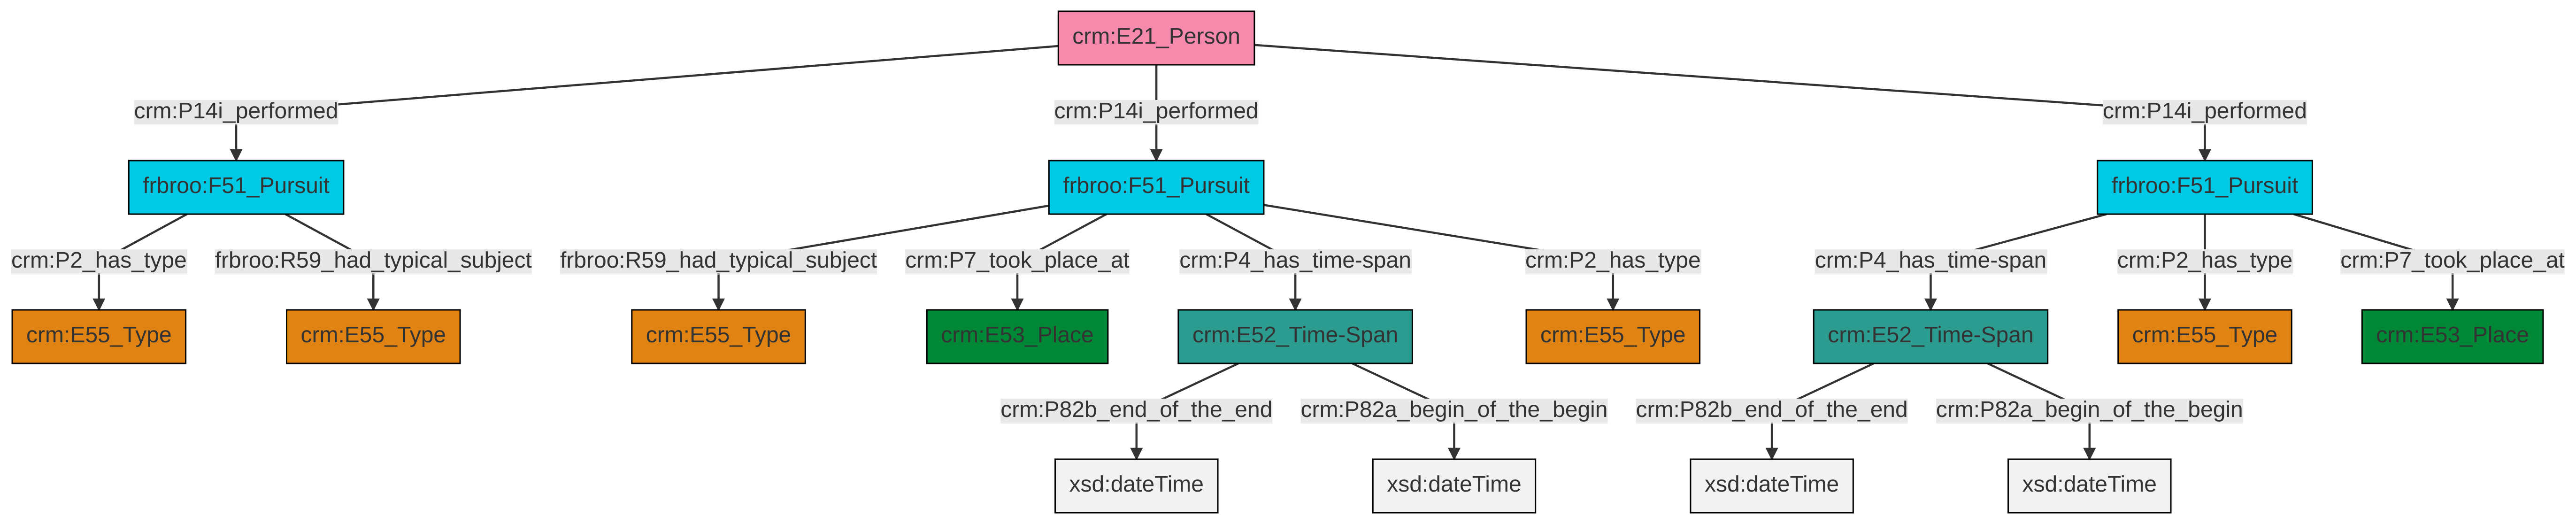 crm:E21_Person
crm:P14i_performed
crm:P14i_performed
crm:P14i_performed
frbroo:F51_Pursuit
frbroo:F51_Pursuit
frbroo:F51_Pursuit
crm:P2_has_type
frbroo:R59_had_typical_subject
frbroo:R59_had_typical_subject
crm:P7_took_place_at
crm:P4_has_time-span
crm:P2_has_type
crm:P4_has_time-span
crm:P2_has_type
crm:P7_took_place_at
crm:E55_Type
crm:E55_Type
crm:E55_Type
crm:E53_Place
crm:E52_Time-Span
crm:E55_Type
crm:E52_Time-Span
crm:E55_Type
crm:E53_Place
crm:P82b_end_of_the_end
crm:P82a_begin_of_the_begin
crm:P82b_end_of_the_end
crm:P82a_begin_of_the_begin
xsd:dateTime
xsd:dateTime
xsd:dateTime
xsd:dateTime